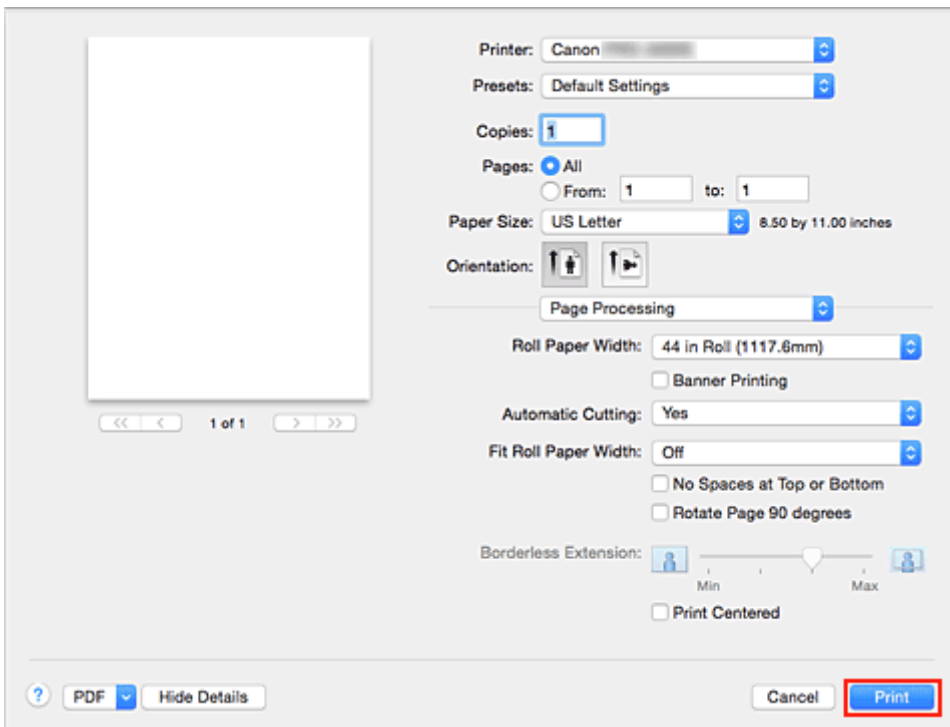 Printer: Canon
Presets: Default Settings
Copies: 1
Pages: All
From: 1 to: 1
Paper Size: US Letter 8.50 by 11.00 inches
Orientation:
Page Processing
Roll Paper Width: 44 in Roll (1117.6mm)
Banner Printing
<< < 1 of 1 > >>
Automatic Cutting: Yes
Fit Roll Paper Width: Off
No Spaces at Top or Bottom
Rotate Page 90 degrees
Borderless Extension:
Min Max
Print Centered
? PDF Hide Details Cancel Print